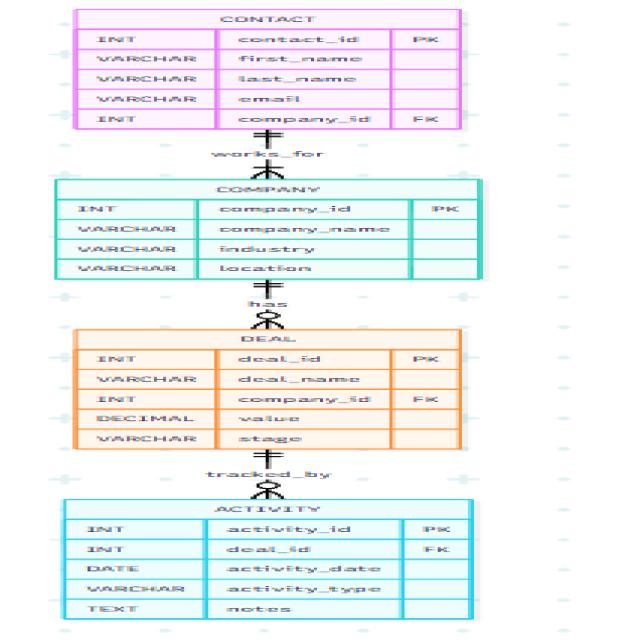 CONTACT
INT contact_id PK
VARCHAR first_name
VARCHAR last_name
VARCHAR email
INT company_id FK
works_for
COMPANY
INT company_id PK
VARCHAR company_name
VARCHAR industry
VARCHAR location
has
DEAL
INT deal_id PK
VARCHAR deal_name
INT company_id FK
DECIMAL value
VARCHAR stage
tracked_by
ACTIVITY
INT activity_id PK
INT deal_id FK
DATE activity_date
VARCHAR activity_type
TEXT notes